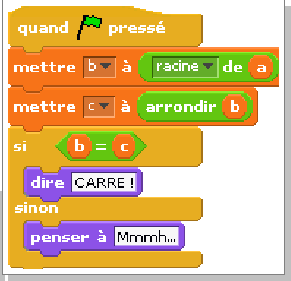 quand pressé
mettre b à racine de a
mettre c à arrondir b
si b = c
dire CARRE !
sinon
penser à Mmmh...